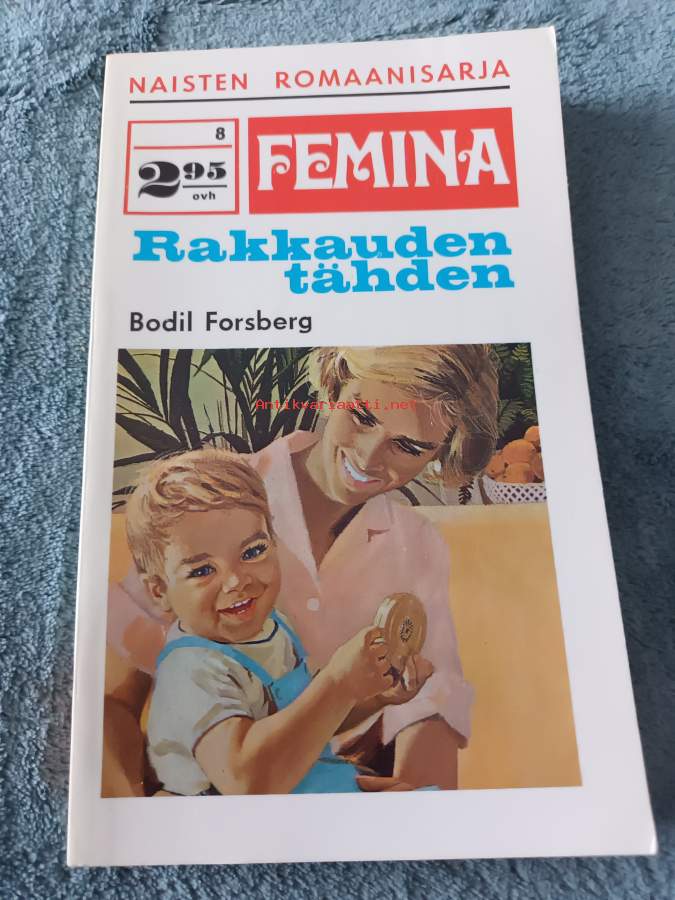 NAISTEN ROMAANISARJA
8
2.95
ovh
FEMINA
Rakkauden
tähden
Bodil Forsberg
Antikvariaatti.net